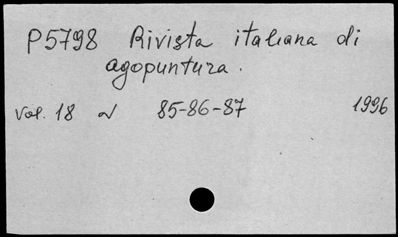 P5798 Rivista italiana di
agopuntura.
Vol. 18 N 85-86-87 1996